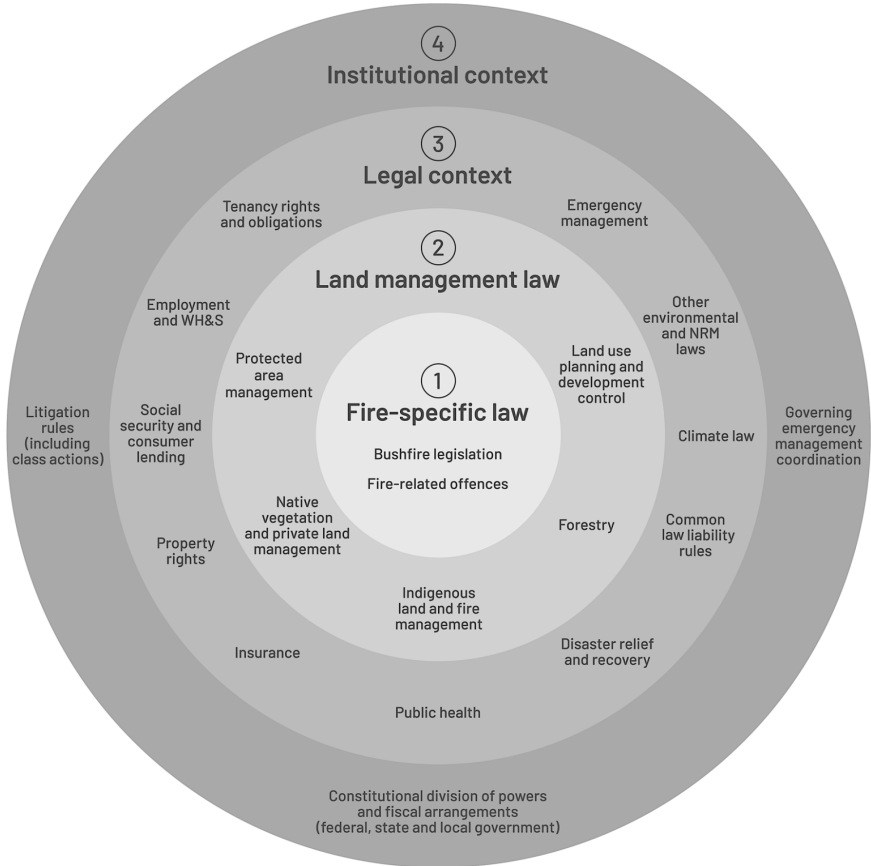 4
Institutional context
3
Legal context
Tenancy rights
and obligations
Emergency
management
2
Land management law
Employment
and WH&S
Other
environmental
and NRM
laws
Protected
area
management
Land use
planning and
development
control
1
Fire-specific law
Bushfire legislation
Fire-related offences
Litigation
rules
(including
class actions)
Social
security and
consumer
lending
Climate law
Governing
emergency
management
coordination
Native
vegetation
and private land
management
Forestry
Common
law liability
rules
Property
rights
Indigenous
land and fire
management
Insurance
Disaster relief
and recovery
Public health
Constitutional division of powers
and fiscal arrangements
(federal, state and local government)